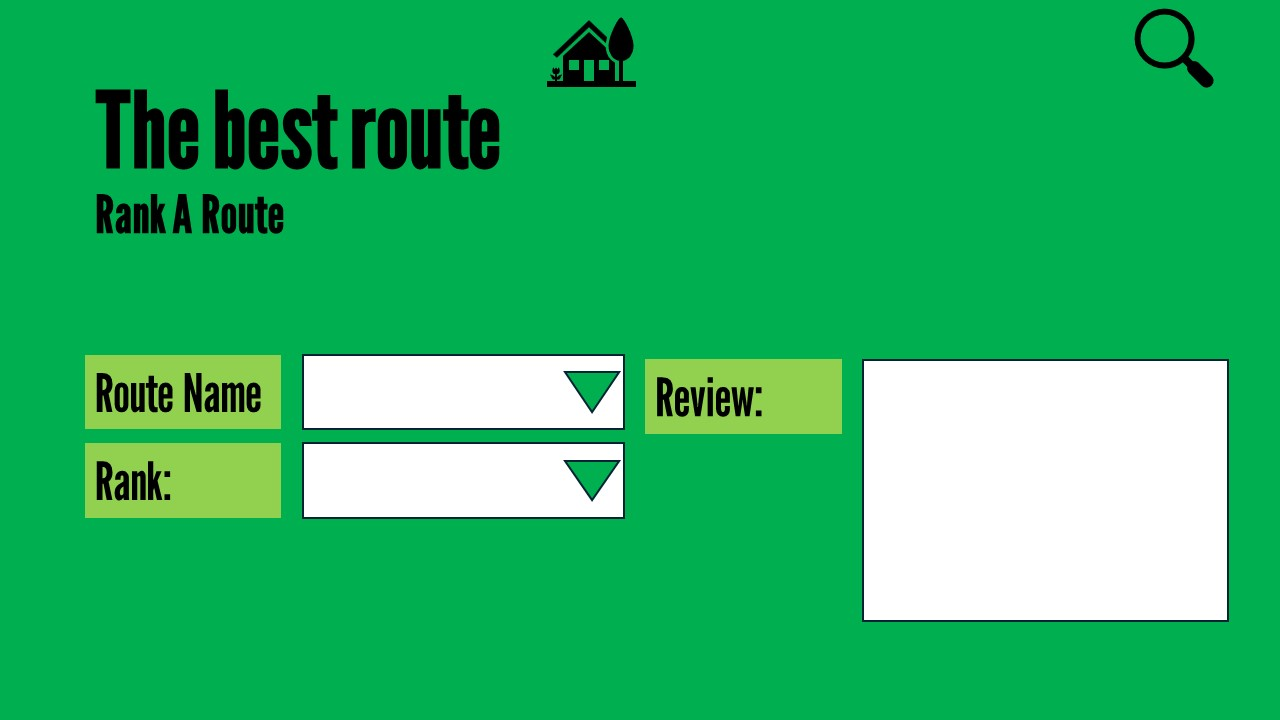 The best route
Rank A Route
Route Name
Rank:
Review: